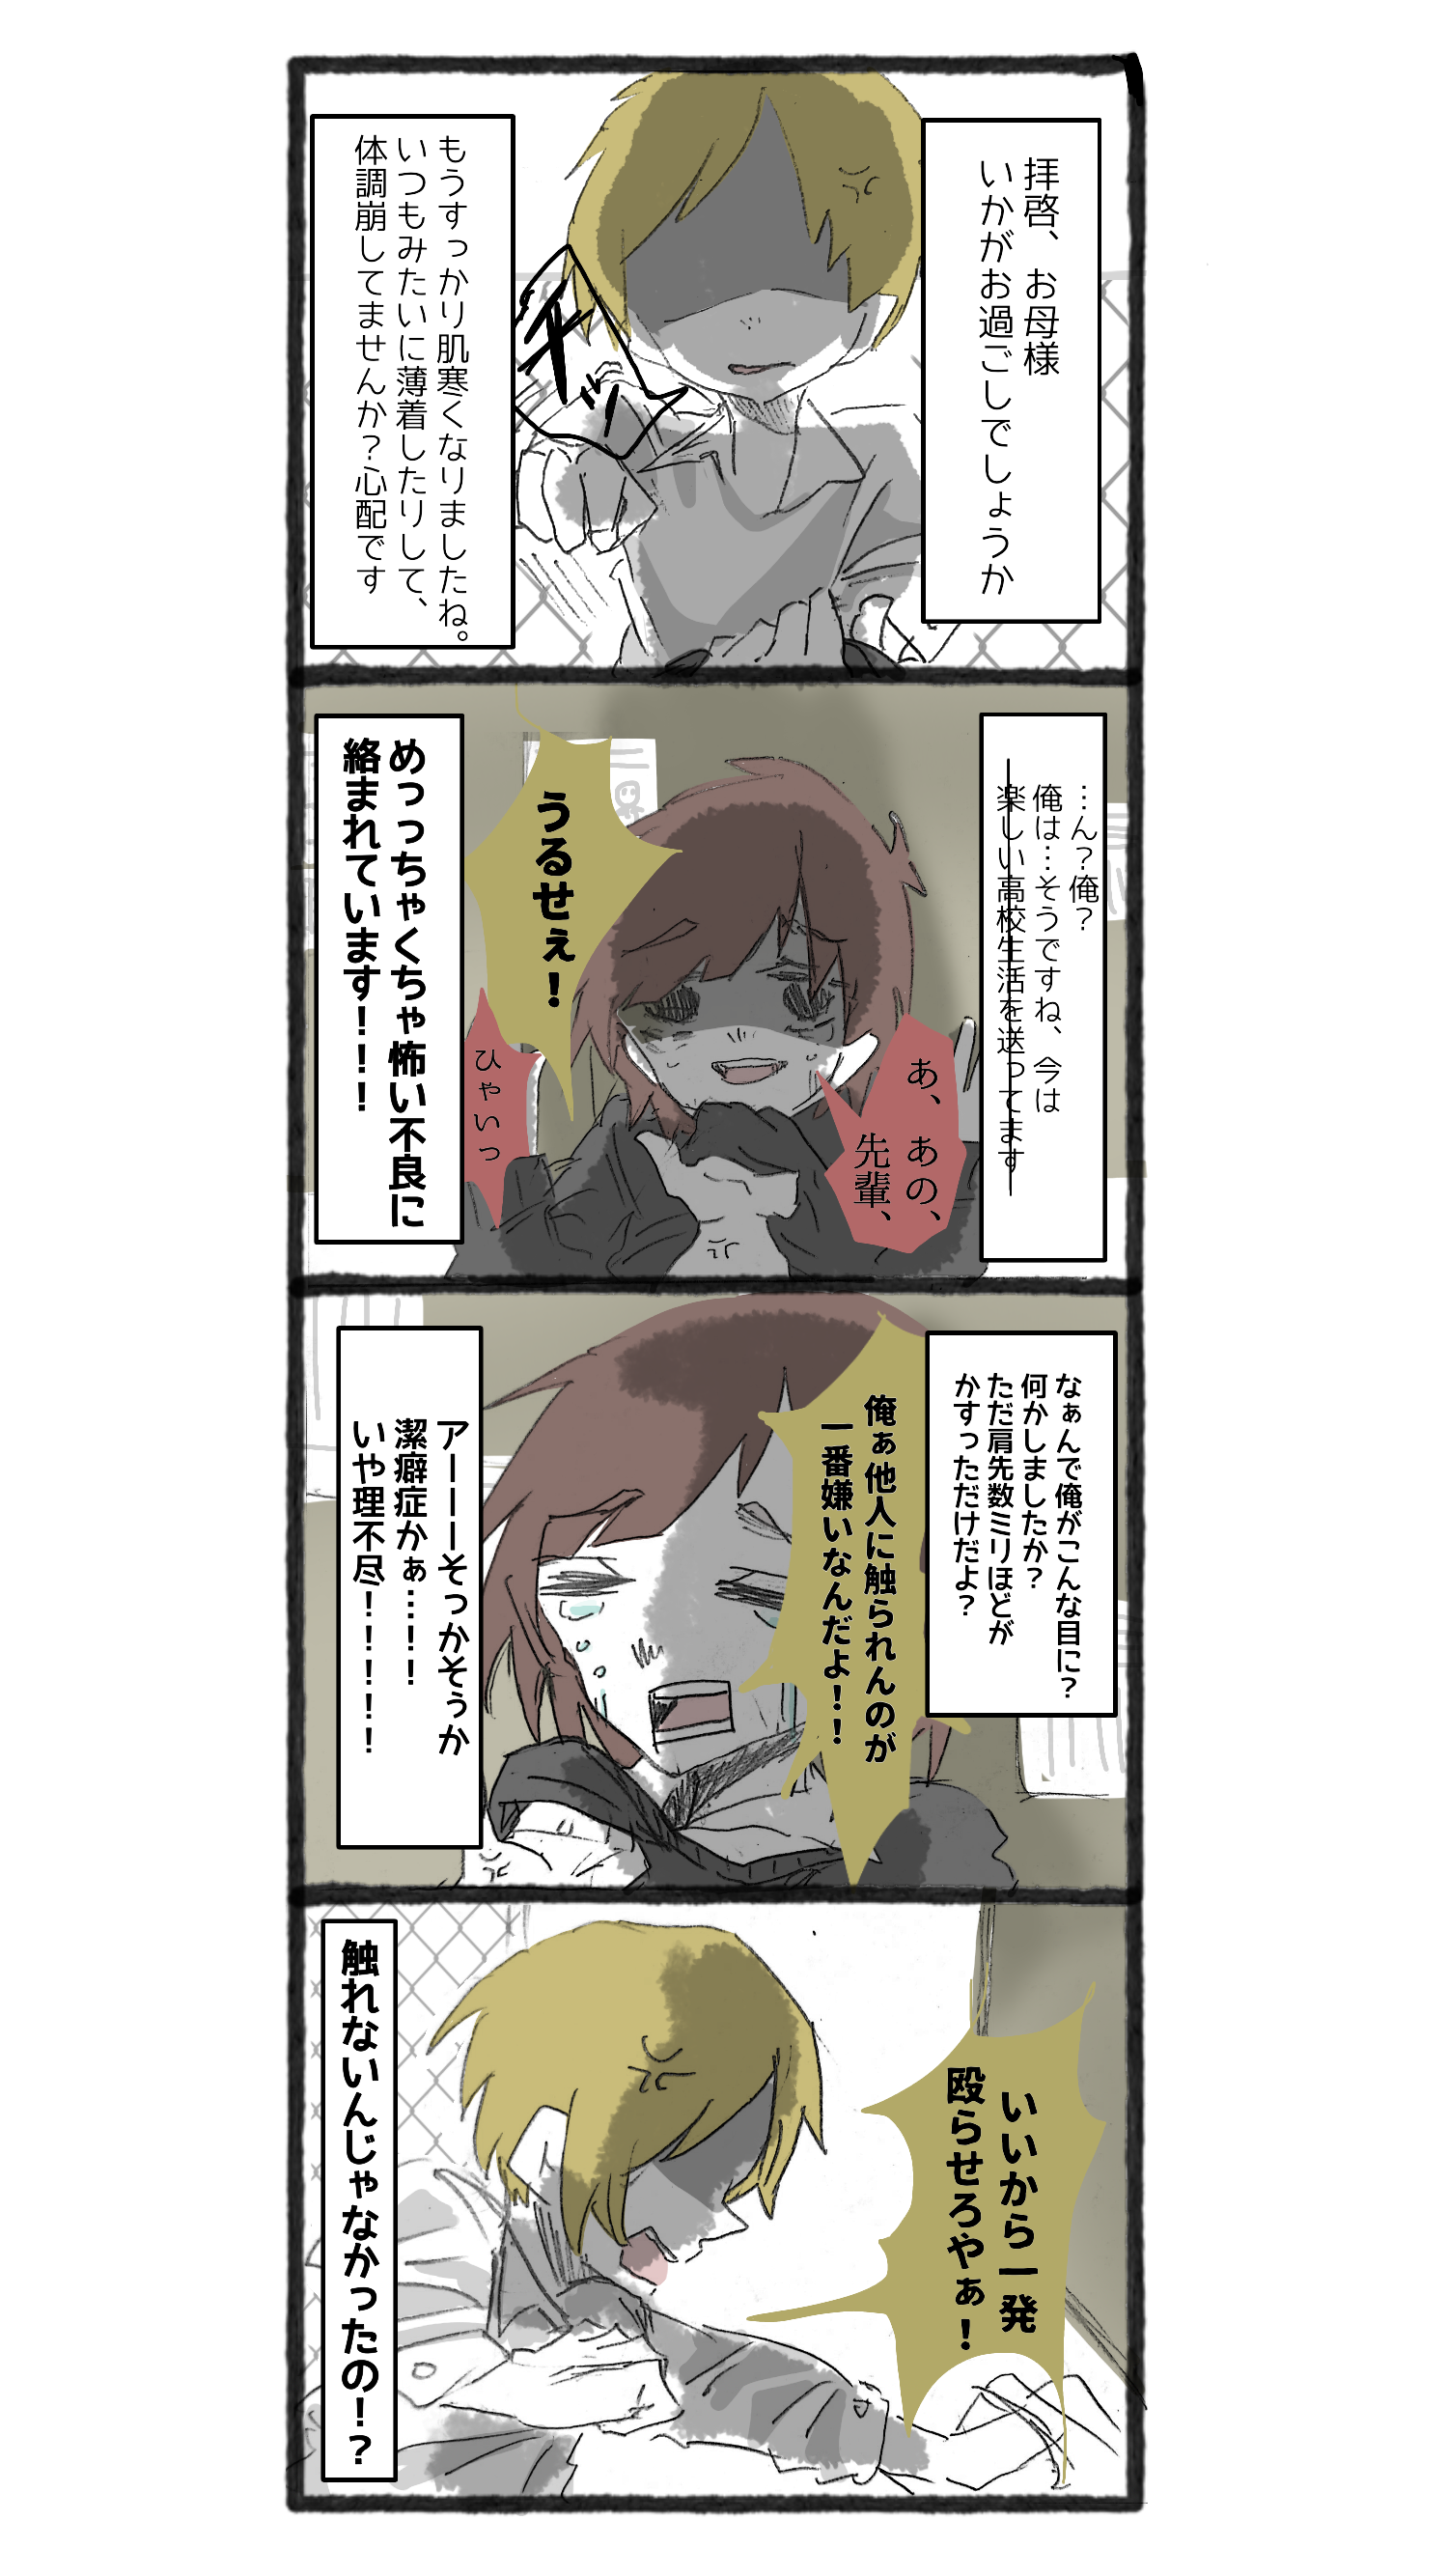 拝啓、お母様
いかがお過ごしでしょうか
ギッ
もうすっかり肌寒くなりましたね。
いつもみたいに薄着したりして、
体調崩してませんか？心配です
…ん？俺？
俺は…そうですね、今は
楽しい高校生活を送ってます
あ、あの、
先輩、
うるせぇ！
ひゃいっ
めっっちゃくちゃ怖い不良に
絡まれています！！！
なぁんで俺がこんな目に？
何かしましたか？
ただ肩先数ミリほどが
かすっただけだよ？
俺ぁ他人に触られんのが
一番嫌いなんだよ！！
アーーーそっかそぅか
潔癖症かぁ…！！
いや理不尽！！！！！
いいから一発
殴らせろやぁ！
触れないんじゃなかったの！？